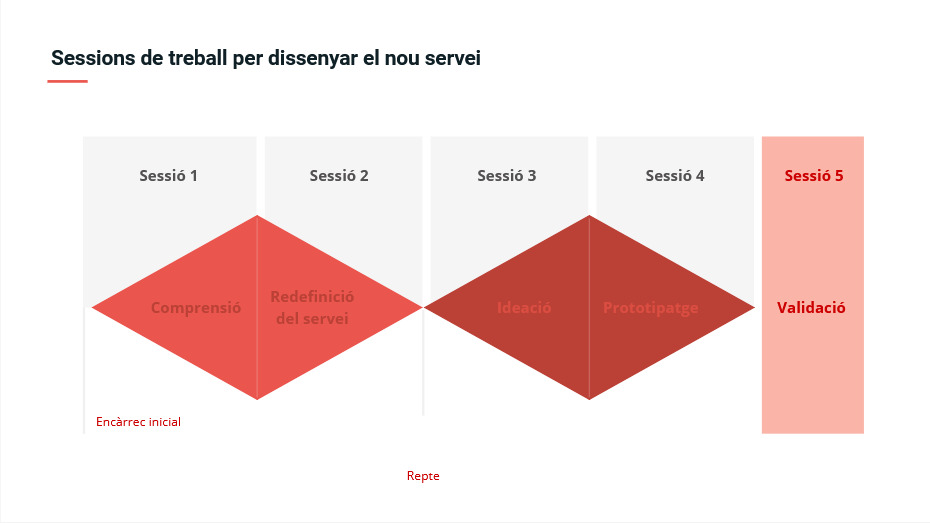 Sessions de treball per dissenyar el nou servei
Sessió 1
Sessió 2
Sessió 3
Sessió 4
Sessió 5
Comprensió
Redefinició
del servei
Ideació
Prototipatge
Validació
Encàrrec inicial
Repte